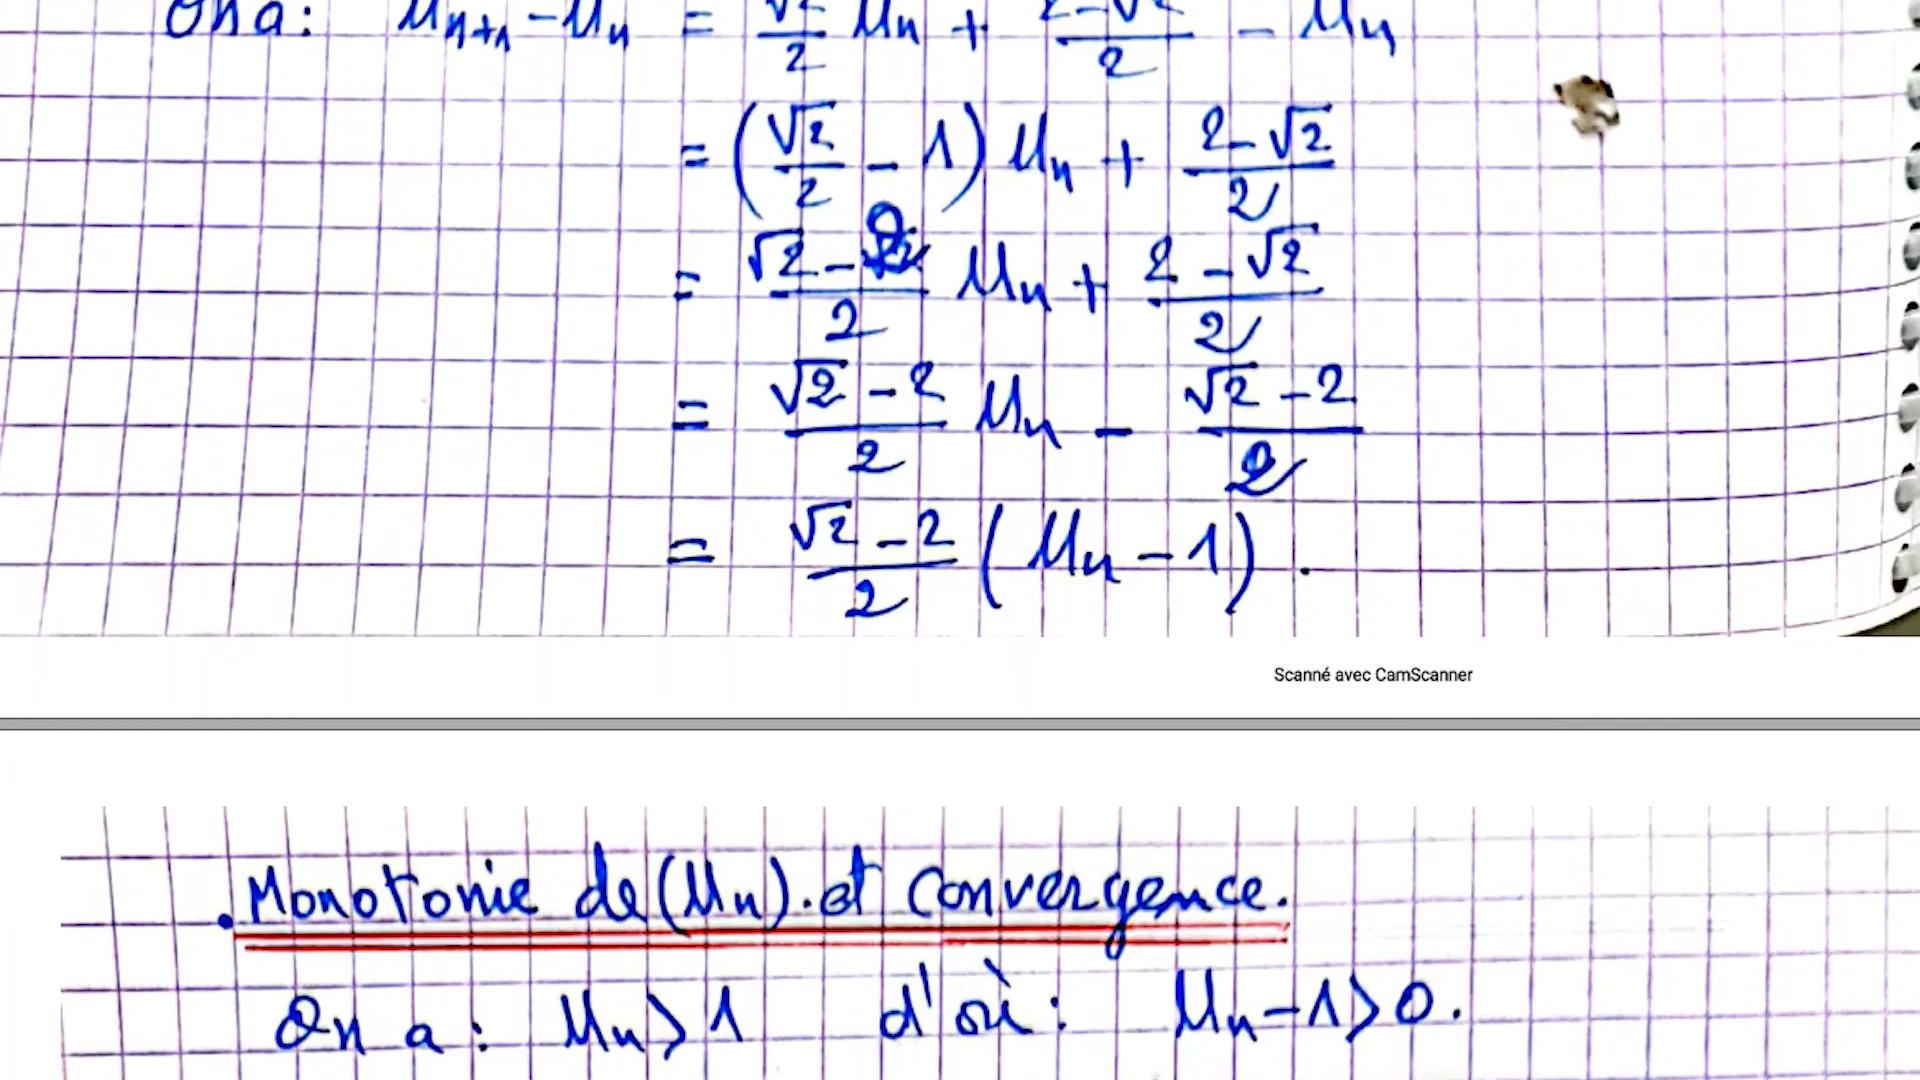 On a : Un+1 - Un = √2/2 Un + 2-√2/2 - Un
= (√2/2 - 1) Un + 2-√2/2
= √2-2/2 Un + 2-√2/2
= √2-2/2 Un - √2-2/2
= √2-2/2 (Un - 1).
Scanné avec CamScanner
. Monotonie de (Un). et convergence.
On a : Un > 1 d'où : Un - 1 > 0.